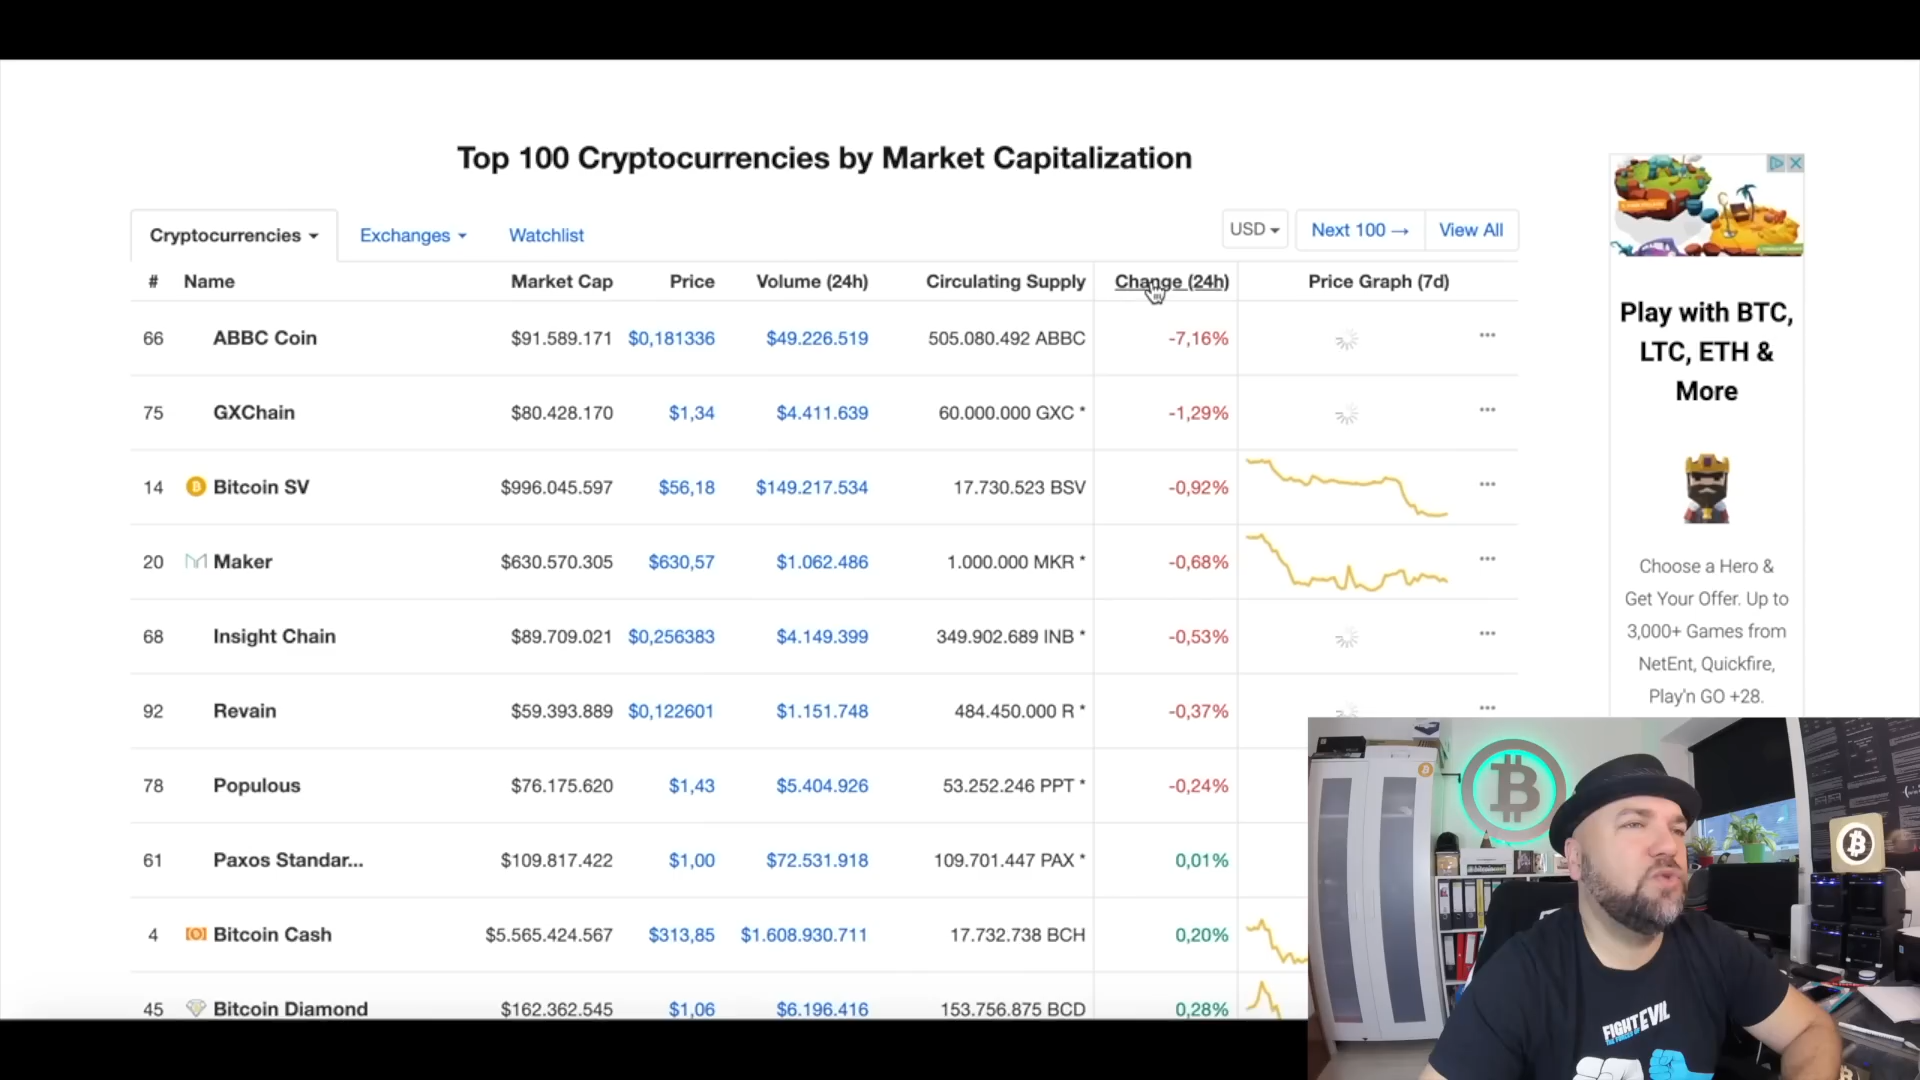 Top 100 Cryptocurrencies by Market Capitalization
Cryptocurrencies Exchanges Watchlist USD Next 100 → View All
# Name Market Cap Price Volume (24h) Circulating Supply Change (24h) Price Graph (7d)
66 ABBC Coin $91.589.171 $0,181336 $49.226.519 505.080.492 ABBC -7,16%
75 GXChain $80.428.170 $1,34 $4.411.639 60.000.000 GXC * -1,29%
14 Bitcoin SV $996.045.597 $56,18 $149.217.534 17.730.523 BSV -0,92%
20 Maker $630.570.305 $630,57 $1.062.486 1.000.000 MKR * -0,68%
68 Insight Chain $89.709.021 $0,256383 $4.149.399 349.902.689 INB * -0,53%
92 Revain $59.393.889 $0,122601 $1.151.748 484.450.000 R * -0,37%
78 Populous $76.175.620 $1,43 $5.404.926 53.252.246 PPT * -0,24%
61 Paxos Standar... $109.817.422 $1,00 $72.531.918 109.701.447 PAX * 0,01%
4 Bitcoin Cash $5.565.424.567 $313,85 $1.608.930.711 17.732.738 BCH 0,20%
45 Bitcoin Diamond $162.362.545 $1,06 $6.196.416 153.756.875 BCD 0,28%
Play with BTC,
LTC, ETH &
More
Choose a Hero &
Get Your Offer. Up to
3,000+ Games from
NetEnt, Quickfire,
Play'n GO +28.
FIGHT EVIL